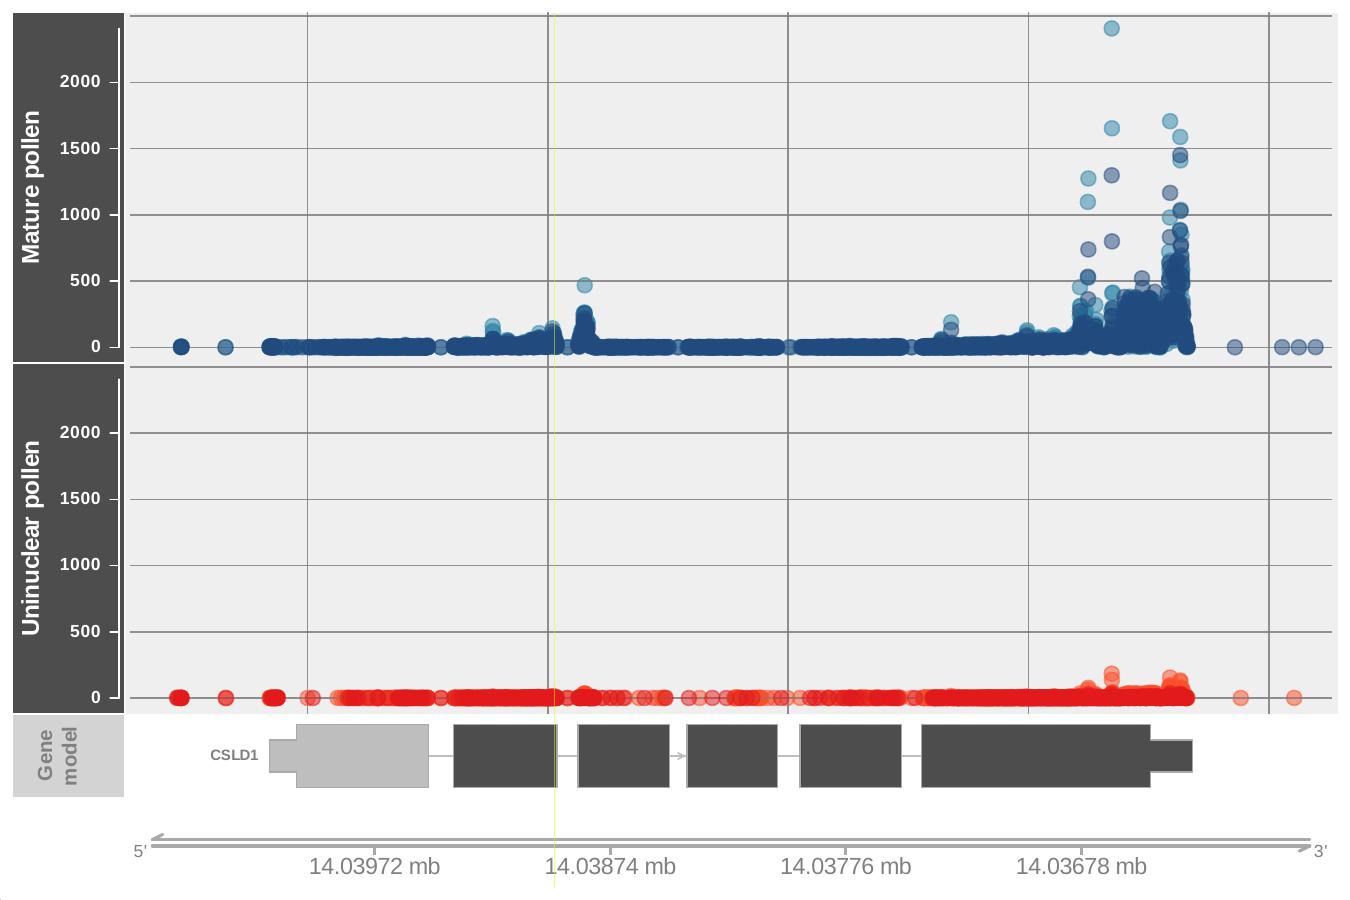 Mature pollen
2000
1500
1000
500
0
Uninuclear pollen
2000
1500
1000
500
0
Gene
model
CSLD1
5'
3'
14.03972 mb
14.03874 mb
14.03776 mb
14.03678 mb